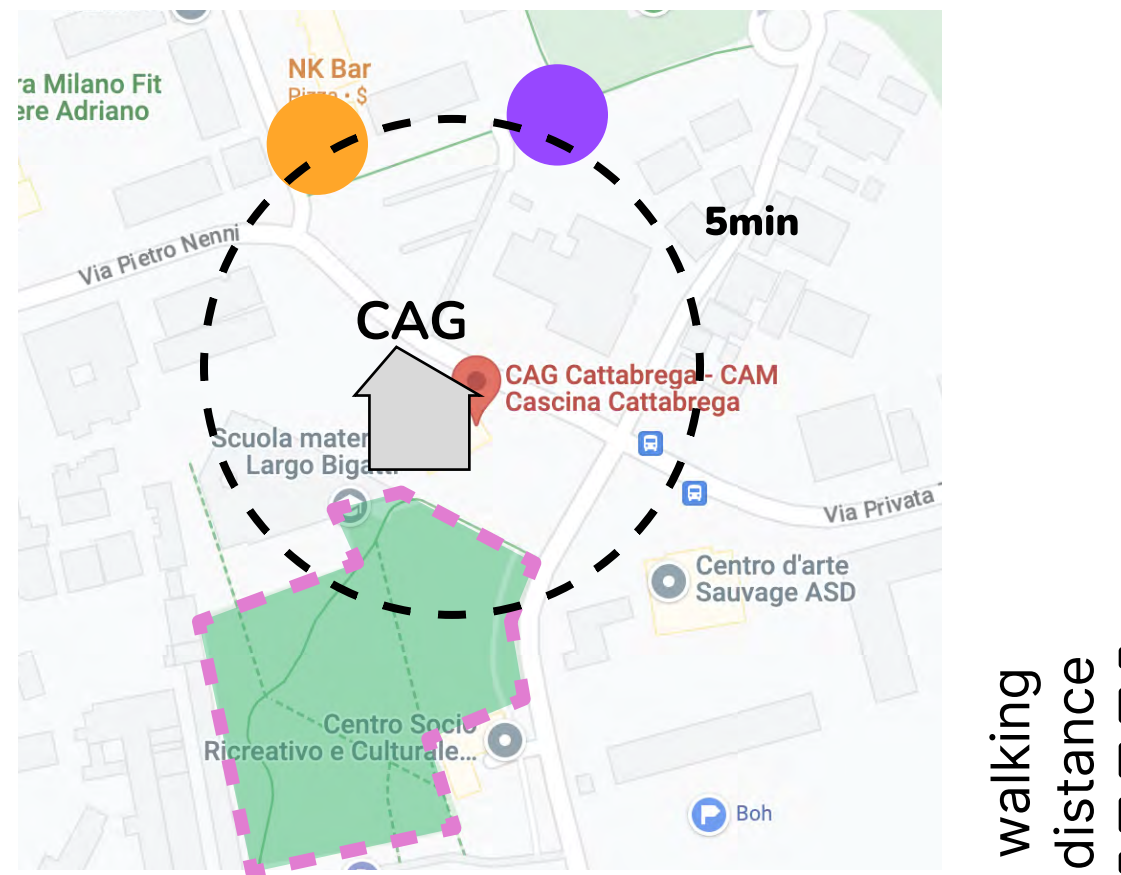 NK Bar
Pizza • $
ra Milano Fit
ere Adriano
5min
Via Pietro Nenni
CAG
CAG Cattabrega - CAM
Cascina Cattabrega
Scuola mater
Largo Bigatti
Via Privata
Centro d'arte
Sauvage ASD
Centro Socio
Ricreativo e Culturale...
Boh
walking
distance